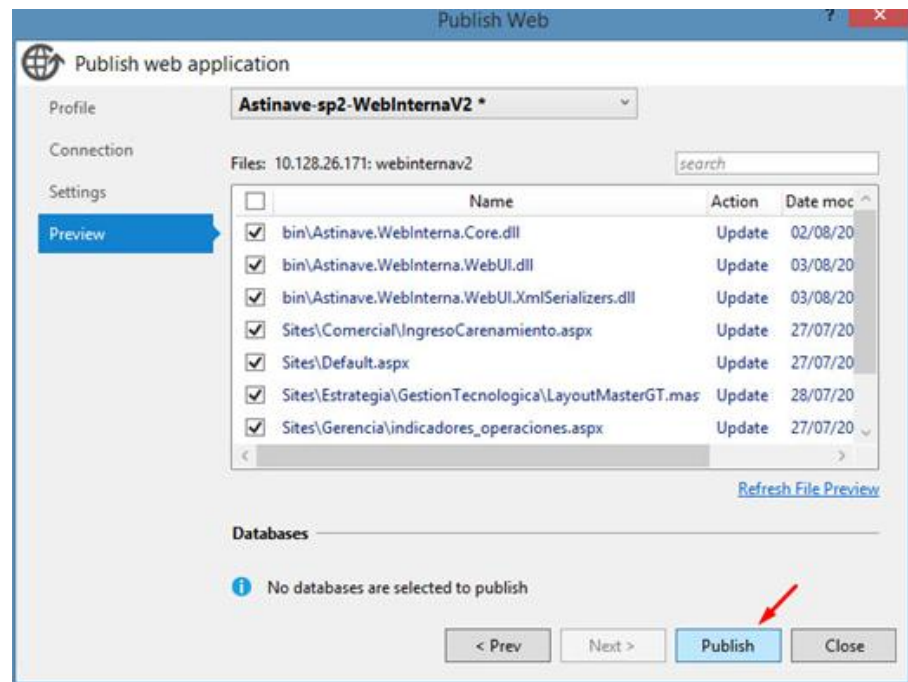 Publish Web
?
Publish web application
Profile
Connection
Settings
Preview
Astinave-sp2-WebInternaV2 *
Files: 10.128.26.171: webinternav2
search
Name Action Date moc
bin\Astinave.WebInterna.Core.dll Update 02/08/20
bin\Astinave.WebInterna.WebUI.dll Update 03/08/20
bin\Astinave.WebInterna.WebUI.XmlSerializers.dll Update 03/08/20
Sites\Comercial\IngresoCarenamiento.aspx Update 27/07/20
Sites\Default.aspx Update 27/07/20
Sites\Estrategia\GestionTecnologica\LayoutMasterGT.mas Update 28/07/20
Sites\Gerencia\indicadores_operaciones.aspx Update 27/07/20
Refresh File Preview
Databases
No databases are selected to publish
< Prev Next > Publish Close